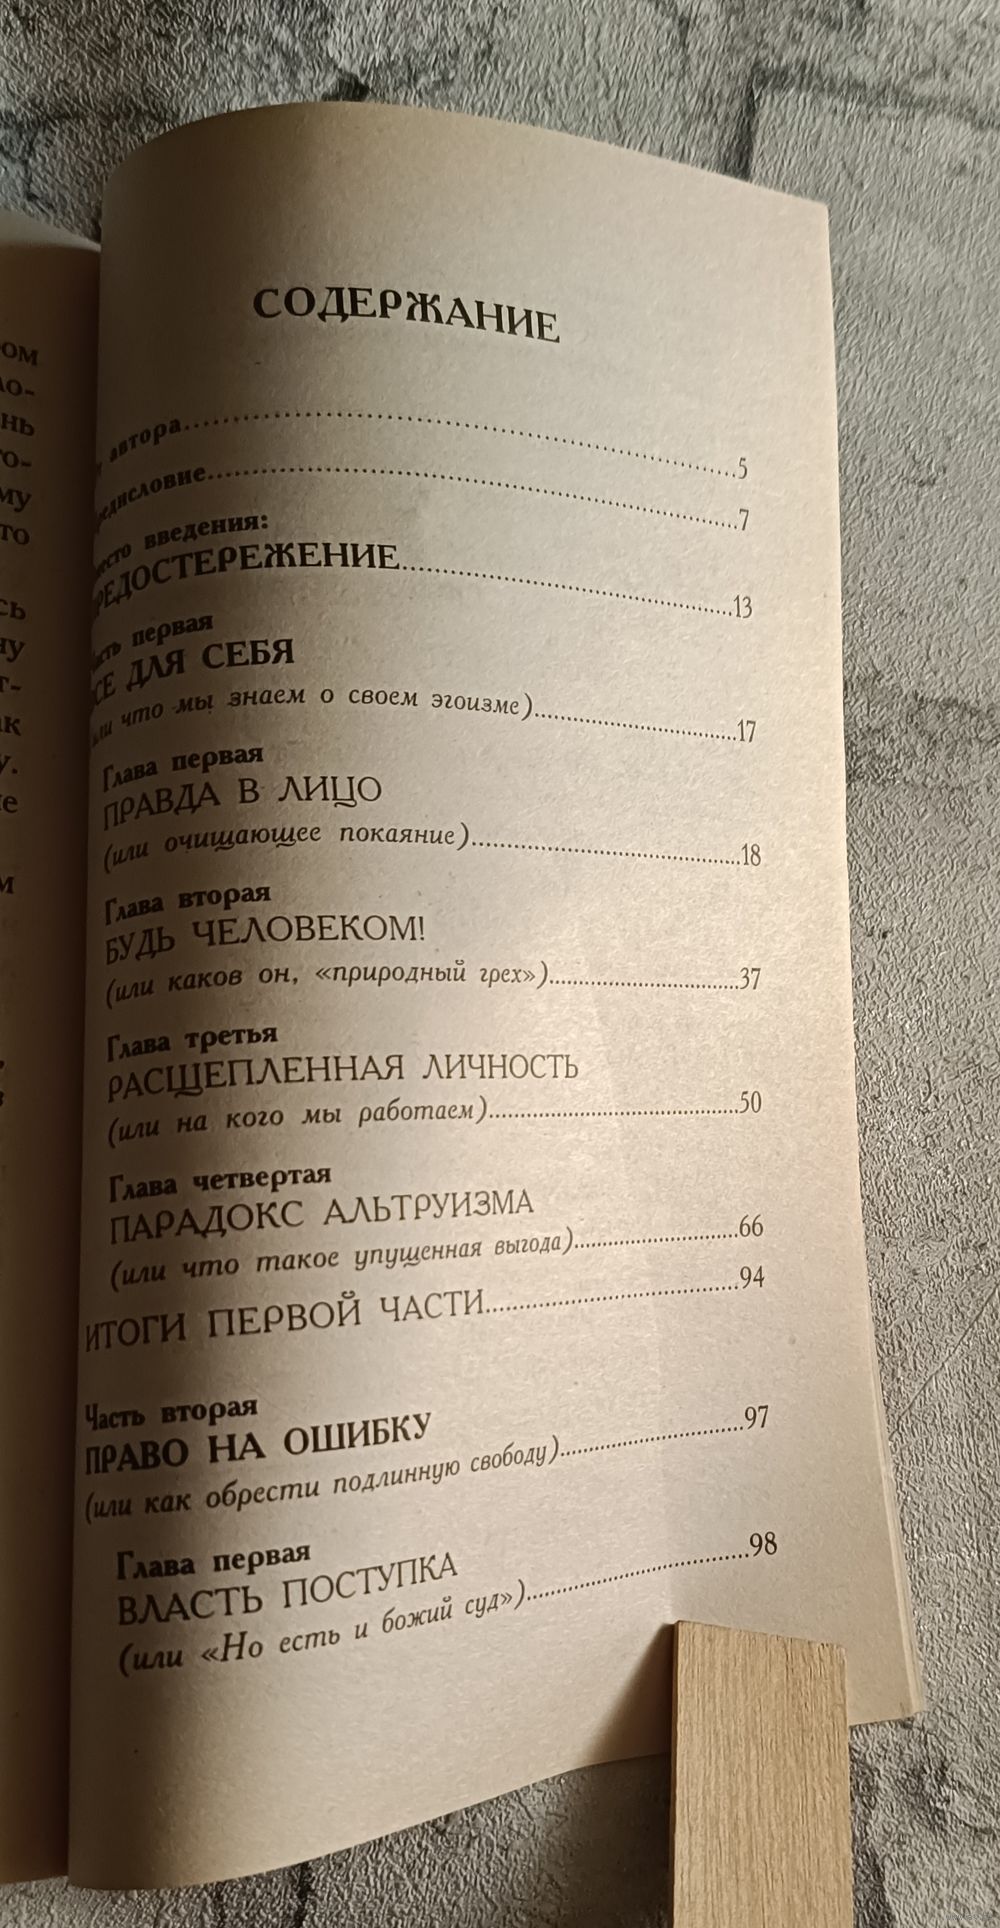 СОДЕРЖАНИЕ
автора 5
7
введения:
13
первая
ДЛЯ СЕБЯ
что мы знаем о своем эгоизме) 17
Глава первая
ПРАВДА В ЛИЦО
(или очищающее покаяние) 18
Глава вторая
БУДЬ ЧЕЛОВЕКОМ!
(или каков он, «природный грех») 37
Глава третья
РАСЩЕПЛЕННАЯ ЛИЧНОСТЬ
(или на кого мы работаем) 50
Глава четвертая
ПАРАДОКС АЛЬТРУИЗМА
(или что такое упущенная выгода) 66
ИТОГИ ПЕРВОЙ ЧАСТИ 94
Часть вторая
ПРАВО НА ОШИБКУ
(или как обрести подлинную свободу) 97
Глава первая
ВЛАСТЬ ПОСТУПКА
(или «Но есть и божий суд») 98